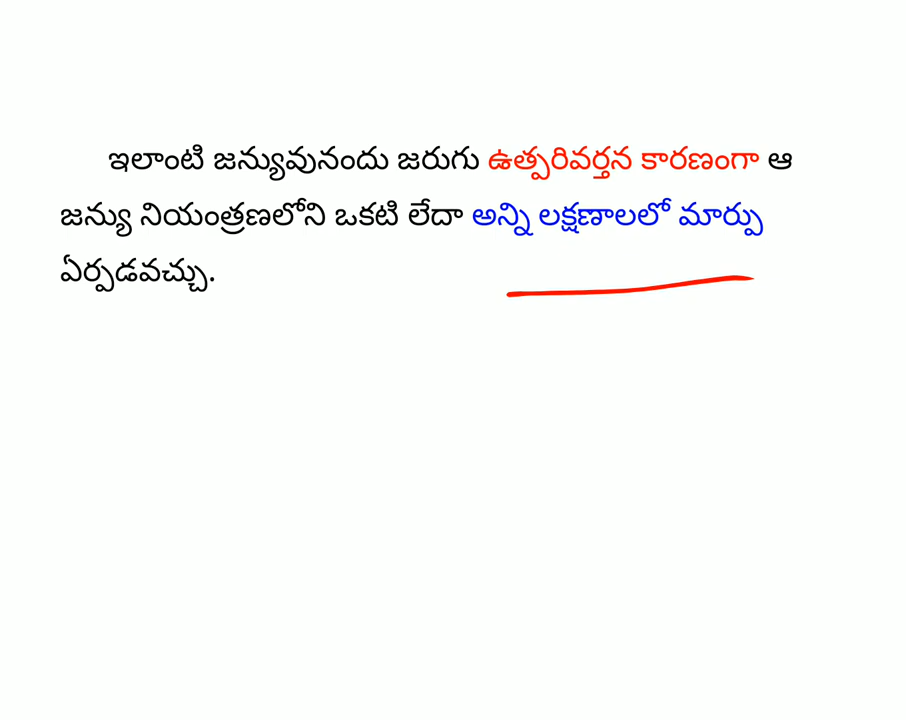 ఇలాంటి జన్యువునందు జరుగు ఉత్పరివర్తన కారణంగా ఆ
జన్యు నియంత్రణలోని ఒకటి లేదా అన్ని లక్షణాలలో మార్పు
ఏర్పడవచ్చు.